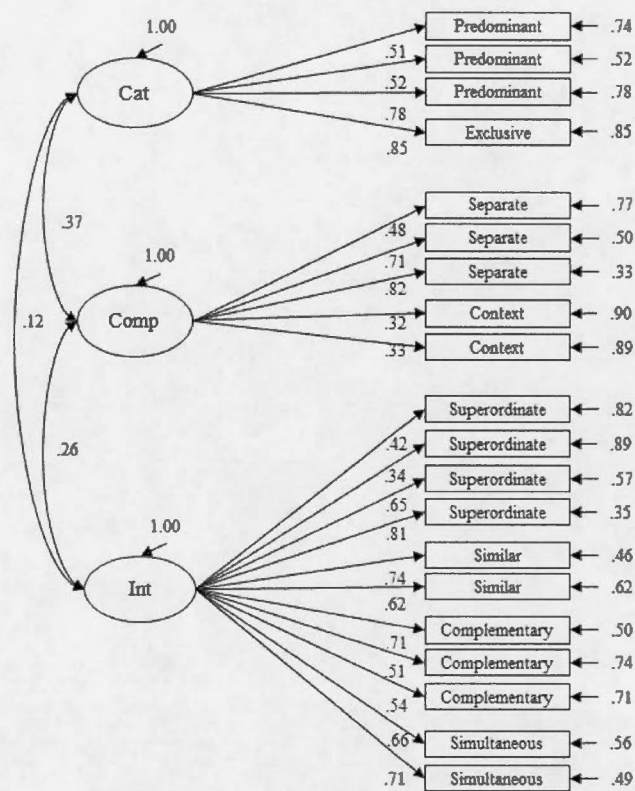 1.00
Cat
.51
.52
.78
.85
Predominant .74
Predominant .52
Predominant .78
Exclusive .85
.37
.12
.26
1.00
Comp
.48
.71
.82
.32
.33
Separate .77
Separate .50
Separate .33
Context .90
Context .89
1.00
Int
.42
.34
.65
.81
.74
.62
.71
.51
.54
.66
.71
Superordinate .82
Superordinate .89
Superordinate .57
Superordinate .35
Similar .46
Similar .62
Complementary .50
Complementary .74
Complementary .71
Simultaneous .56
Simultaneous .49